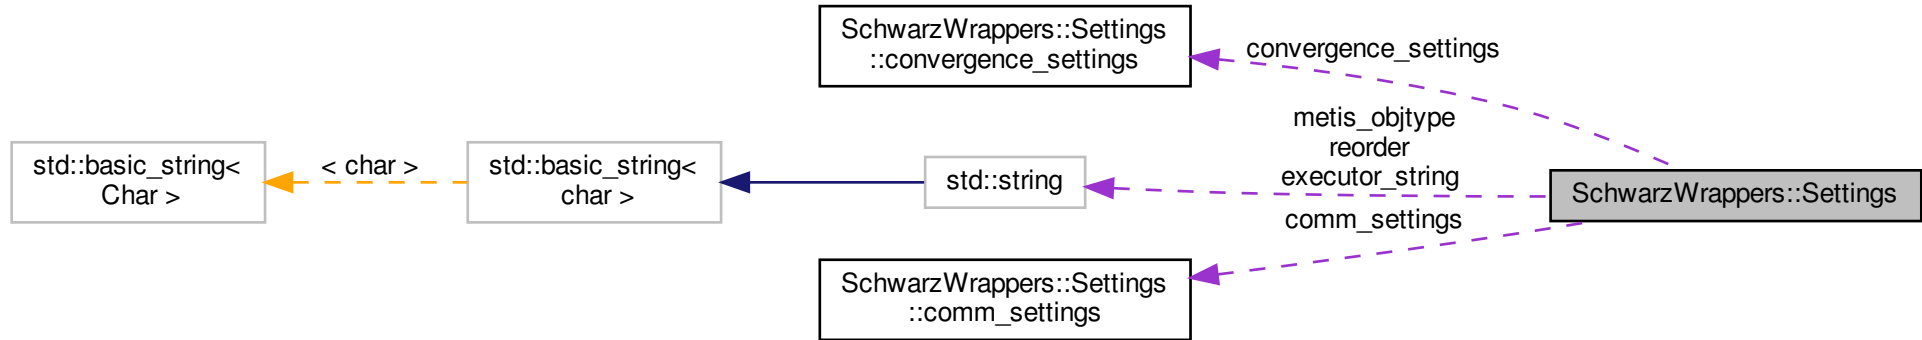 SchwarzWrappers::Settings
::convergence_settings
convergence_settings
metis_objtype
reorder
executor_string
std::basic_string<
Char >
< char >
std::basic_string<
char >
std::string
SchwarzWrappers::Settings
comm_settings
SchwarzWrappers::Settings
::comm_settings